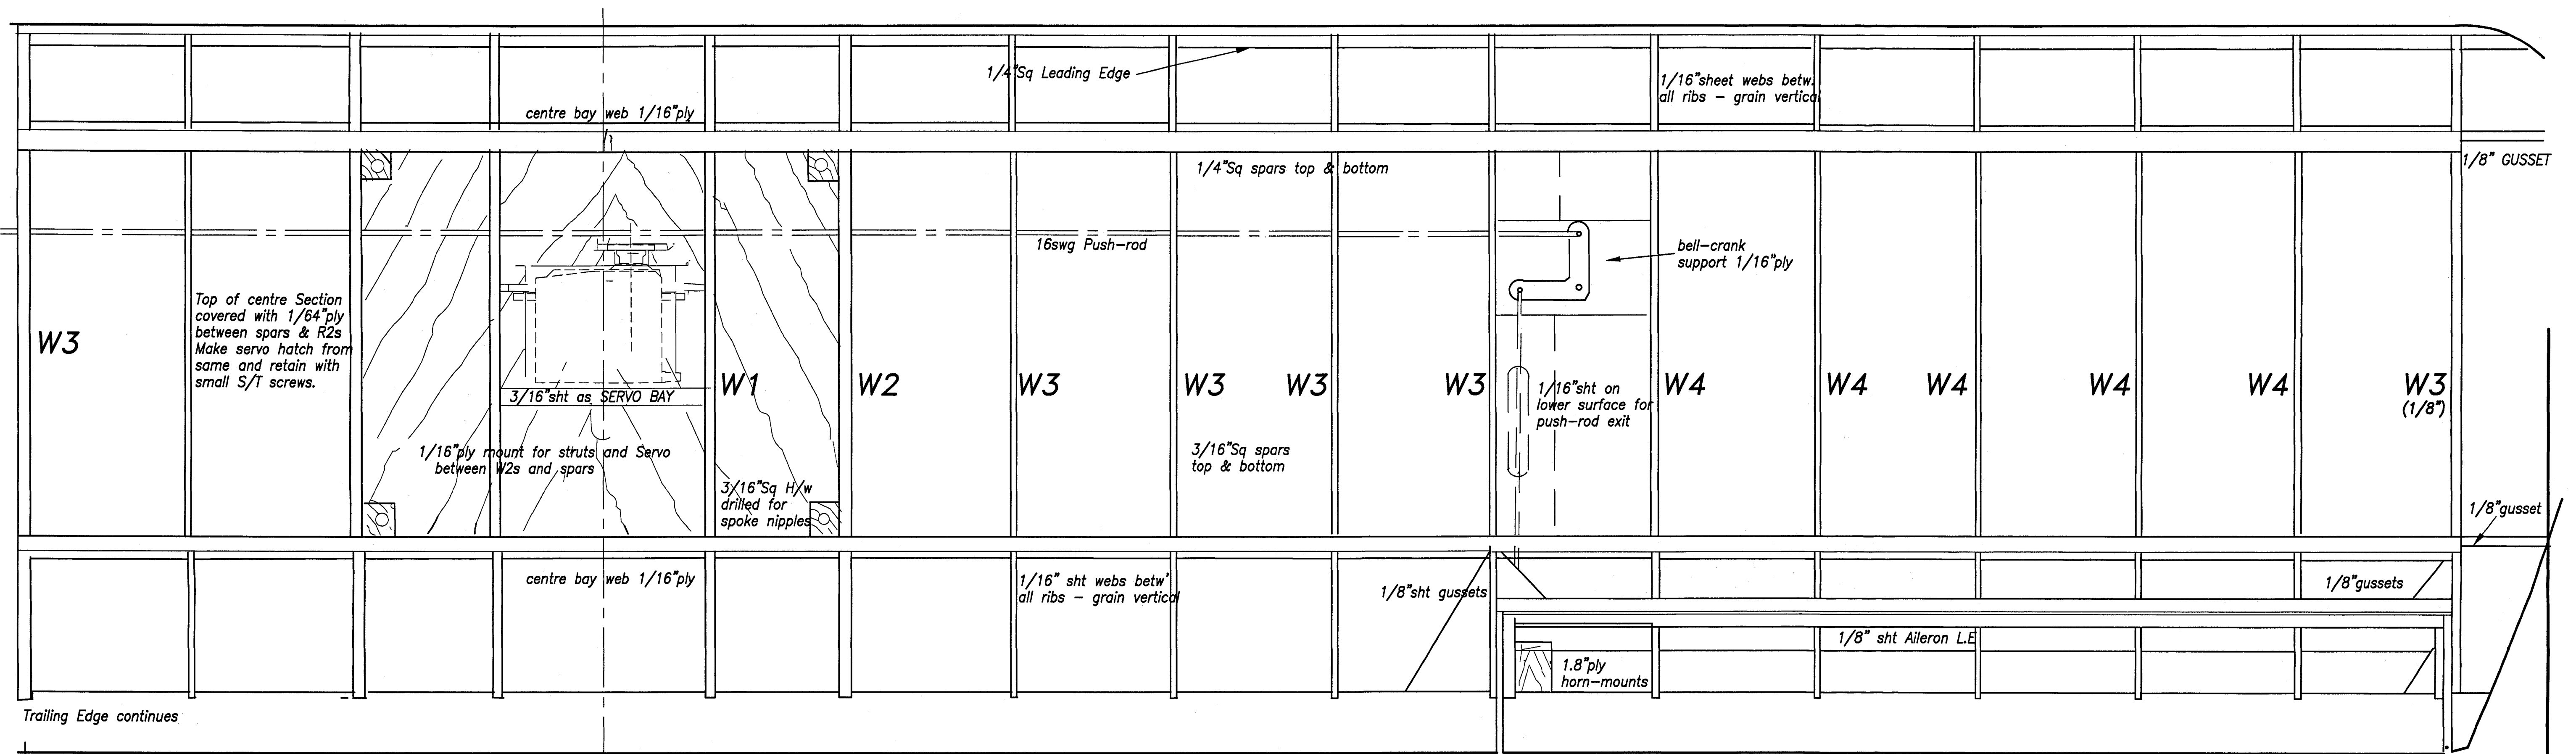 1/4"Sq Leading Edge
1/16"sheet webs betw.
all ribs – grain vertical
centre bay web 1/16"ply
1/4"Sq spars top & bottom
1/8" GUSSET
16swg Push-rod
bell-crank
support 1/16"ply
Top of centre Section
covered with 1/64"ply
between spars & R2s
Make servo hatch from
same and retain with
small S/T screws.
W3
W1
W2
W3
W3
W3
W3
W4
W4
W4
W4
W4
W3
(1/8")
3/16"sht as SERVO BAY
1/16"sht on
lower surface for
push-rod exit
1/16"ply mount for struts and Servo
between W2s and spars
3/16"Sq spars
top & bottom
3/16"Sq H/w
drilled for
spoke nipples
1/8"gusset
centre bay web 1/16"ply
1/16" sht webs betw'
all ribs – grain vertical
1/8"sht gussets
1/8"gussets
1/8" sht Aileron L.E
1.8"ply
horn-mounts
Trailing Edge continues